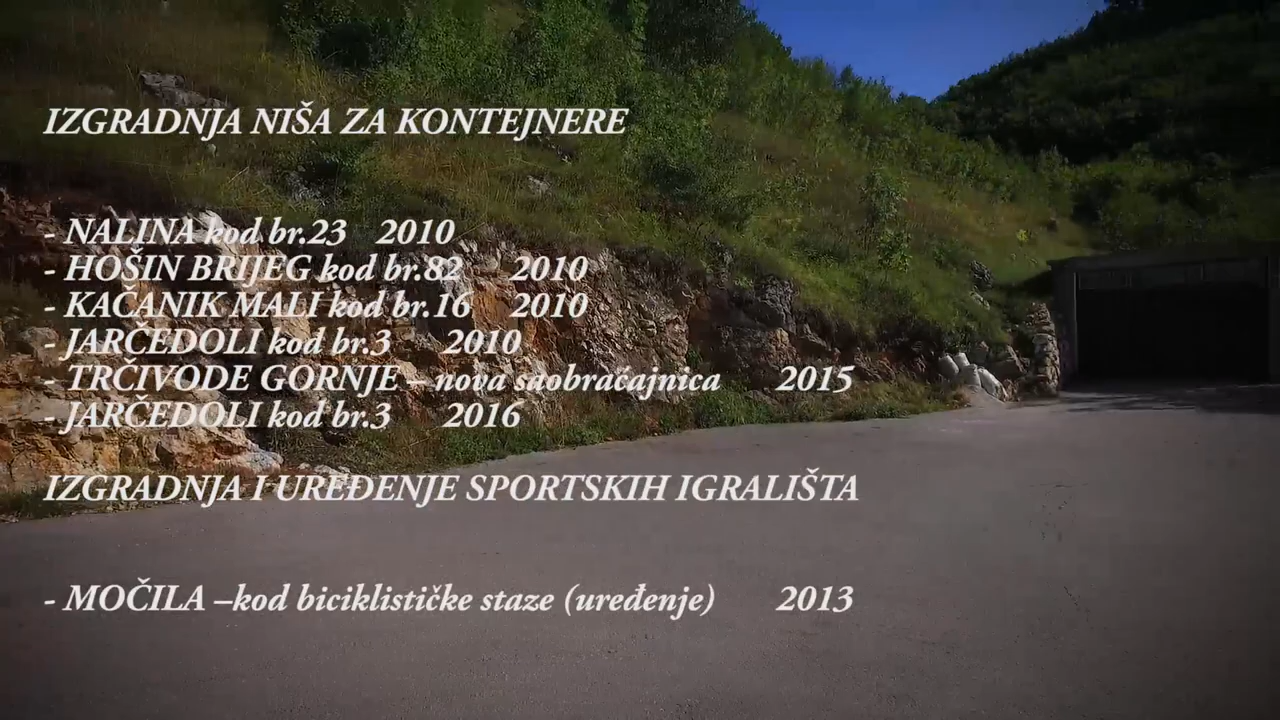 IZGRADNJA NIŠA ZA KONTEJNERE
- NALINA kod br.23 2010
- HOŠIN BRIJEG kod br.82 2010
- KAČANIK MALI kod br.16 2010
- JARČEDOLI kod br.3 2010
- TRČIVODE GORNJE – nova saobraćajnica 2015
- JARČEDOLI kod br.3 2016
IZGRADNJA I UREĐENJE SPORTSKIH IGRALIŠTA
- MOČILA –kod biciklističke staze (uređenje) 2013